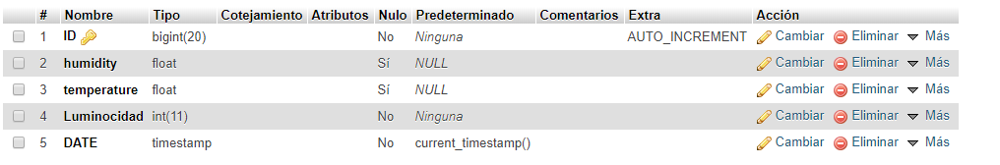 # Nombre Tipo Cotejamiento Atributos Nulo Predeterminado Comentarios Extra Acción
1 ID bigint(20) No Ninguna AUTO_INCREMENT Cambiar Eliminar Más
2 humidity float Sí NULL Cambiar Eliminar Más
3 temperature float Sí NULL Cambiar Eliminar Más
4 Luminocidad int(11) No Ninguna Cambiar Eliminar Más
5 DATE timestamp No current_timestamp() Cambiar Eliminar Más